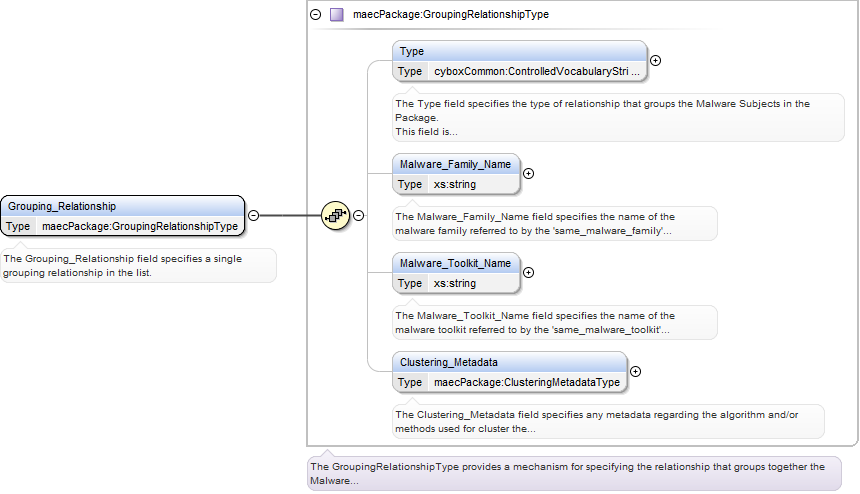 maecPackage:GroupingRelationshipType
Type
Type cyboxCommon:ControlledVocabularyStri ...
The Type field specifies the type of relationship that groups the Malware Subjects in the
Package.
This field is...
Malware_Family_Name
Type xs:string
The Malware_Family_Name field specifies the name of the
malware family referred to by the 'same_malware_family'...
Grouping_Relationship
Type maecPackage:GroupingRelationshipType
The Grouping_Relationship field specifies a single
grouping relationship in the list.
Malware_Toolkit_Name
Type xs:string
The Malware_Toolkit_Name field specifies the name of the
malware toolkit referred to by the 'same_malware_toolkit'...
Clustering_Metadata
Type maecPackage:ClusteringMetadataType
The Clustering_Metadata field specifies any metadata regarding the algorithm and/or
methods used for cluster the...
The GroupingRelationshipType provides a mechanism for specifying the relationship that groups together the
Malware...